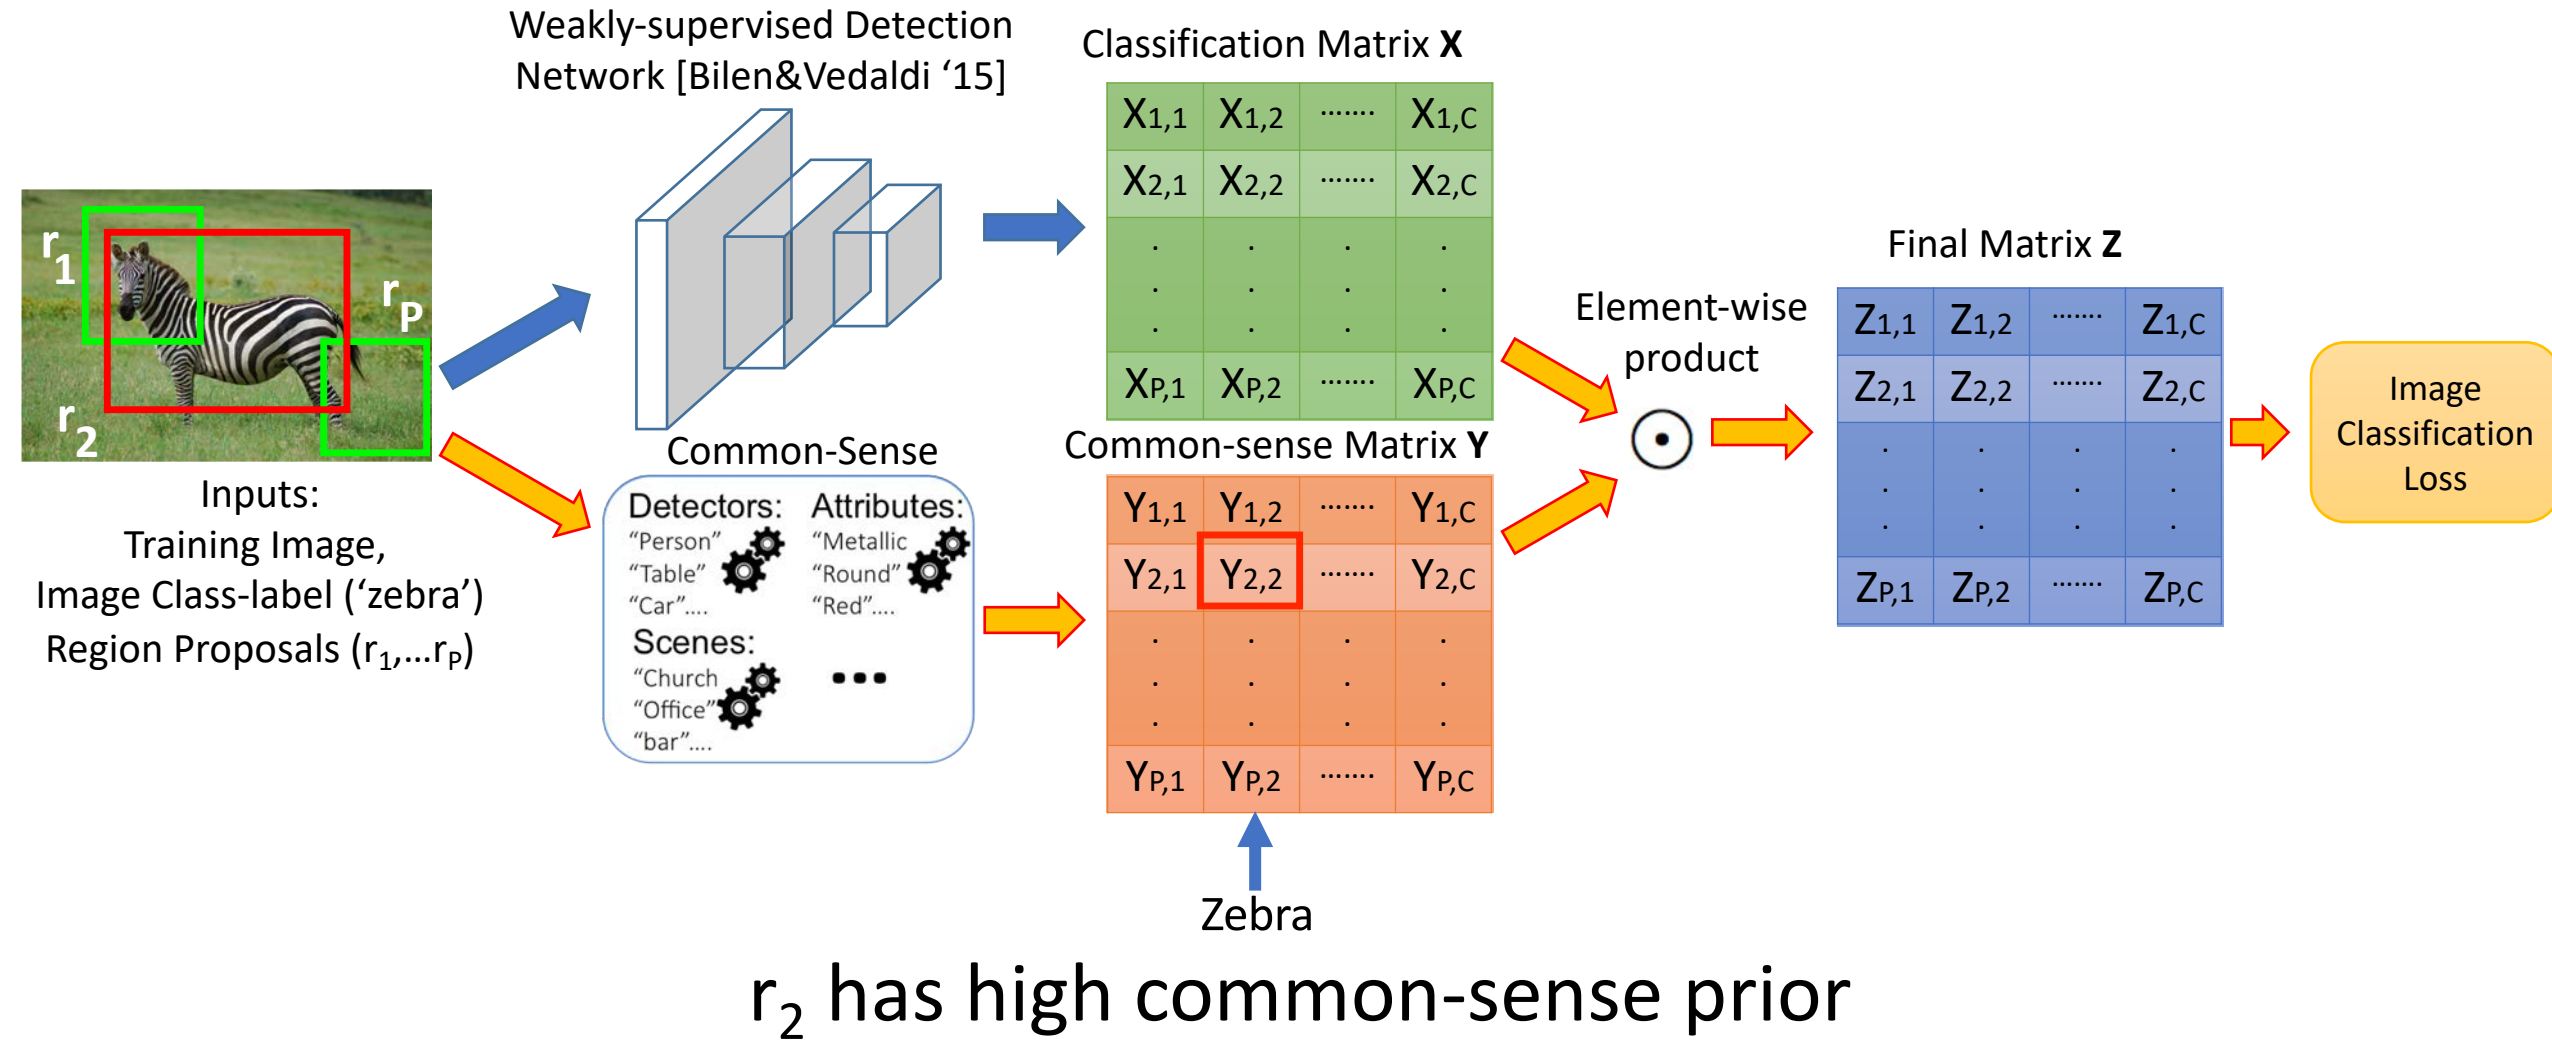 Weakly-supervised Detection
Network [Bilen&Vedaldi ‘15]
Classification Matrix X
X1,1 X1,2 ....... X1,C
X2,1 X2,2 ....... X2,C
. . . .
. . . .
. . . .
XP,1 XP,2 ....... XP,C
r1
r2
rP
Inputs:
Training Image,
Image Class-label (‘zebra’)
Region Proposals (r1,...rP)
Common-Sense
Detectors:
“Person”
“Table”
“Car”....
Attributes:
“Metallic
“Round”
“Red”....
Scenes:
“Church
“Office”
“bar”....
...
Common-sense Matrix Y
Y1,1 Y1,2 ....... Y1,C
Y2,1 Y2,2 ....... Y2,C
. . . .
. . . .
. . . .
YP,1 YP,2 ....... YP,C
Zebra
Element-wise
product
Final Matrix Z
Z1,1 Z1,2 ....... Z1,C
Z2,1 Z2,2 ....... Z2,C
. . . .
. . . .
. . . .
ZP,1 ZP,2 ....... ZP,C
Image
Classification
Loss
r2 has high common-sense prior